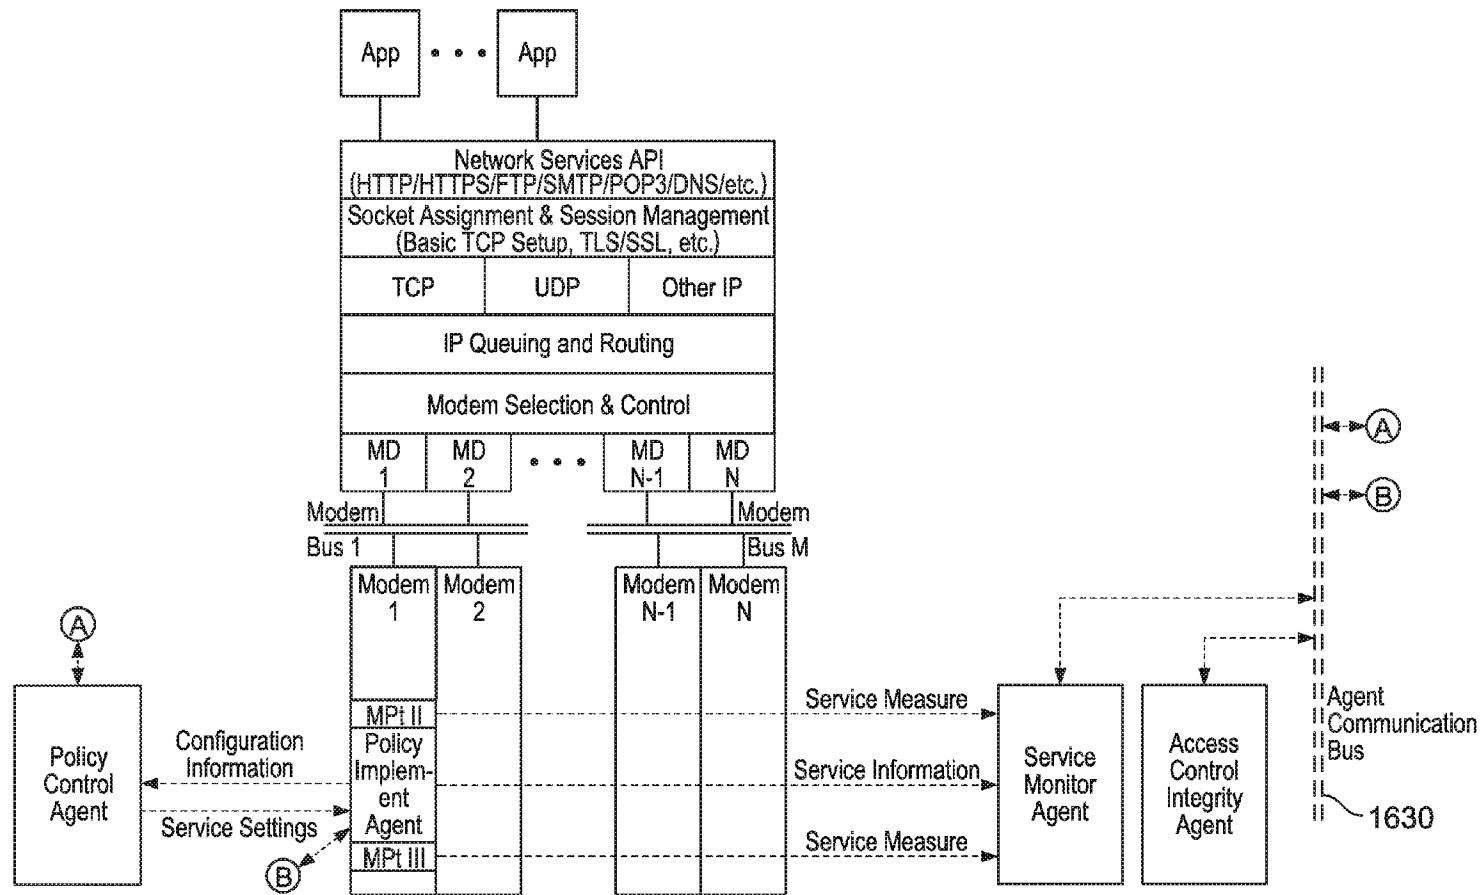 App
App
Network Services API
(HTTP/HTTPS/FTP/SMTP/POP3/DNS/etc.)
Socket Assignment & Session Management
(Basic TCP Setup, TLS/SSL, etc.)
TCP
UDP
Other IP
IP Queuing and Routing
Modem Selection & Control
MD
1
MD
2
MD
N-1
MD
N
Modem
Bus 1
Modem
Bus M
Modem
1
Modem
2
Modem
N-1
Modem
N
A
B
A
Policy
Control
Agent
Configuration
Information
Service Settings
B
MPt II
Policy
Implem-
ent
Agent
MPt III
Service Measure
Service Information
Service Measure
Service
Monitor
Agent
Access
Control
Integrity
Agent
Agent
Communication
Bus
1630